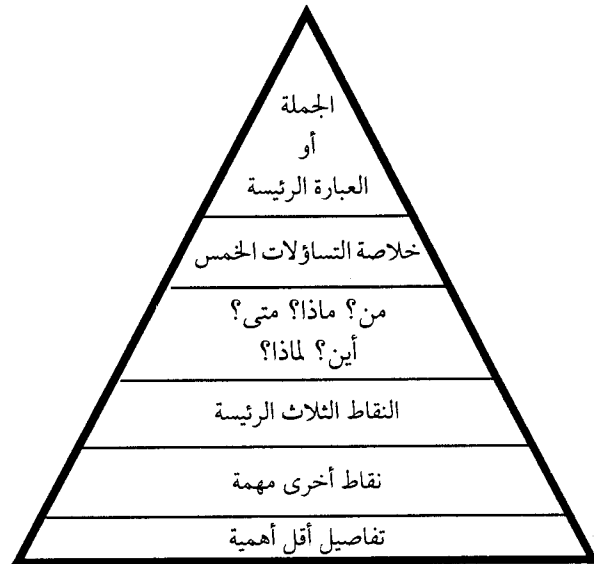 الجملة
أو
العبارة الرئيسة
خلاصة التساؤلات الخمس
من؟ ماذا؟ متى؟
أين؟ لماذا؟
النقاط الثلاث الرئيسة
نقاط أخرى مهمة
تفاصيل أقل أهمية